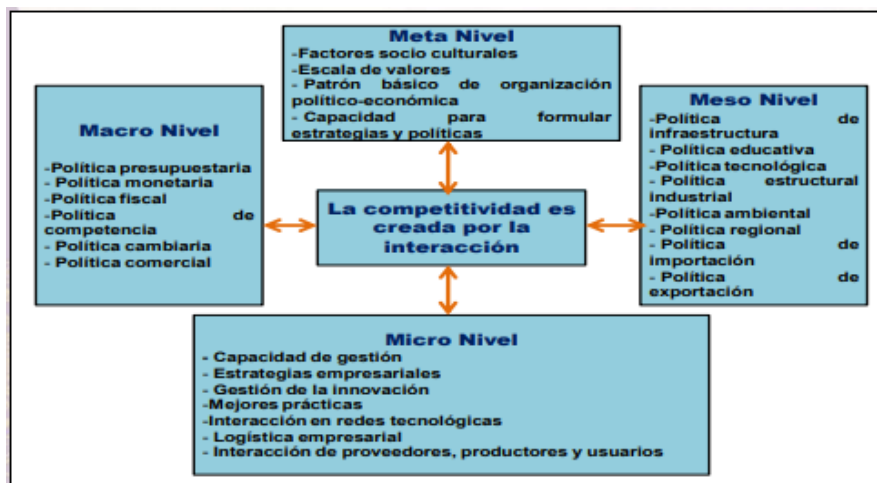 Meta Nivel
-Factores socio culturales
-Escala de valores
- Patrón básico de organización
político-económica
- Capacidad para formular
estrategias y políticas
Macro Nivel
-Política presupuestaria
- Política monetaria
-Política fiscal
-Política de
competencia
- Política cambiaria
- Política comercial
La competitividad es
creada por la
interacción
Meso Nivel
-Política de
infraestructura
- Política educativa
-Política tecnológica
- Política estructural
industrial
-Política ambiental
- Política regional
- Política de
importación
- Política de
exportación
Micro Nivel
- Capacidad de gestión
- Estrategias empresariales
- Gestión de la innovación
-Mejores prácticas
-Interacción en redes tecnológicas
- Logística empresarial
- Interacción de proveedores, productores y usuarios